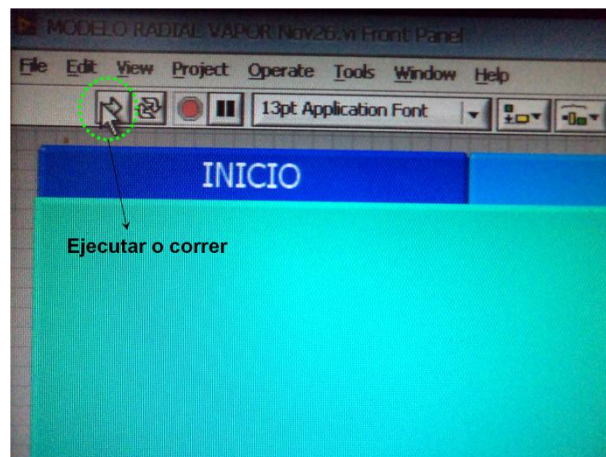 MODELO RADIAL VAPOR Nov26.vi Front Panel
File Edit View Project Operate Tools Window Help
13pt Application Font
INICIO
Ejecutar o correr